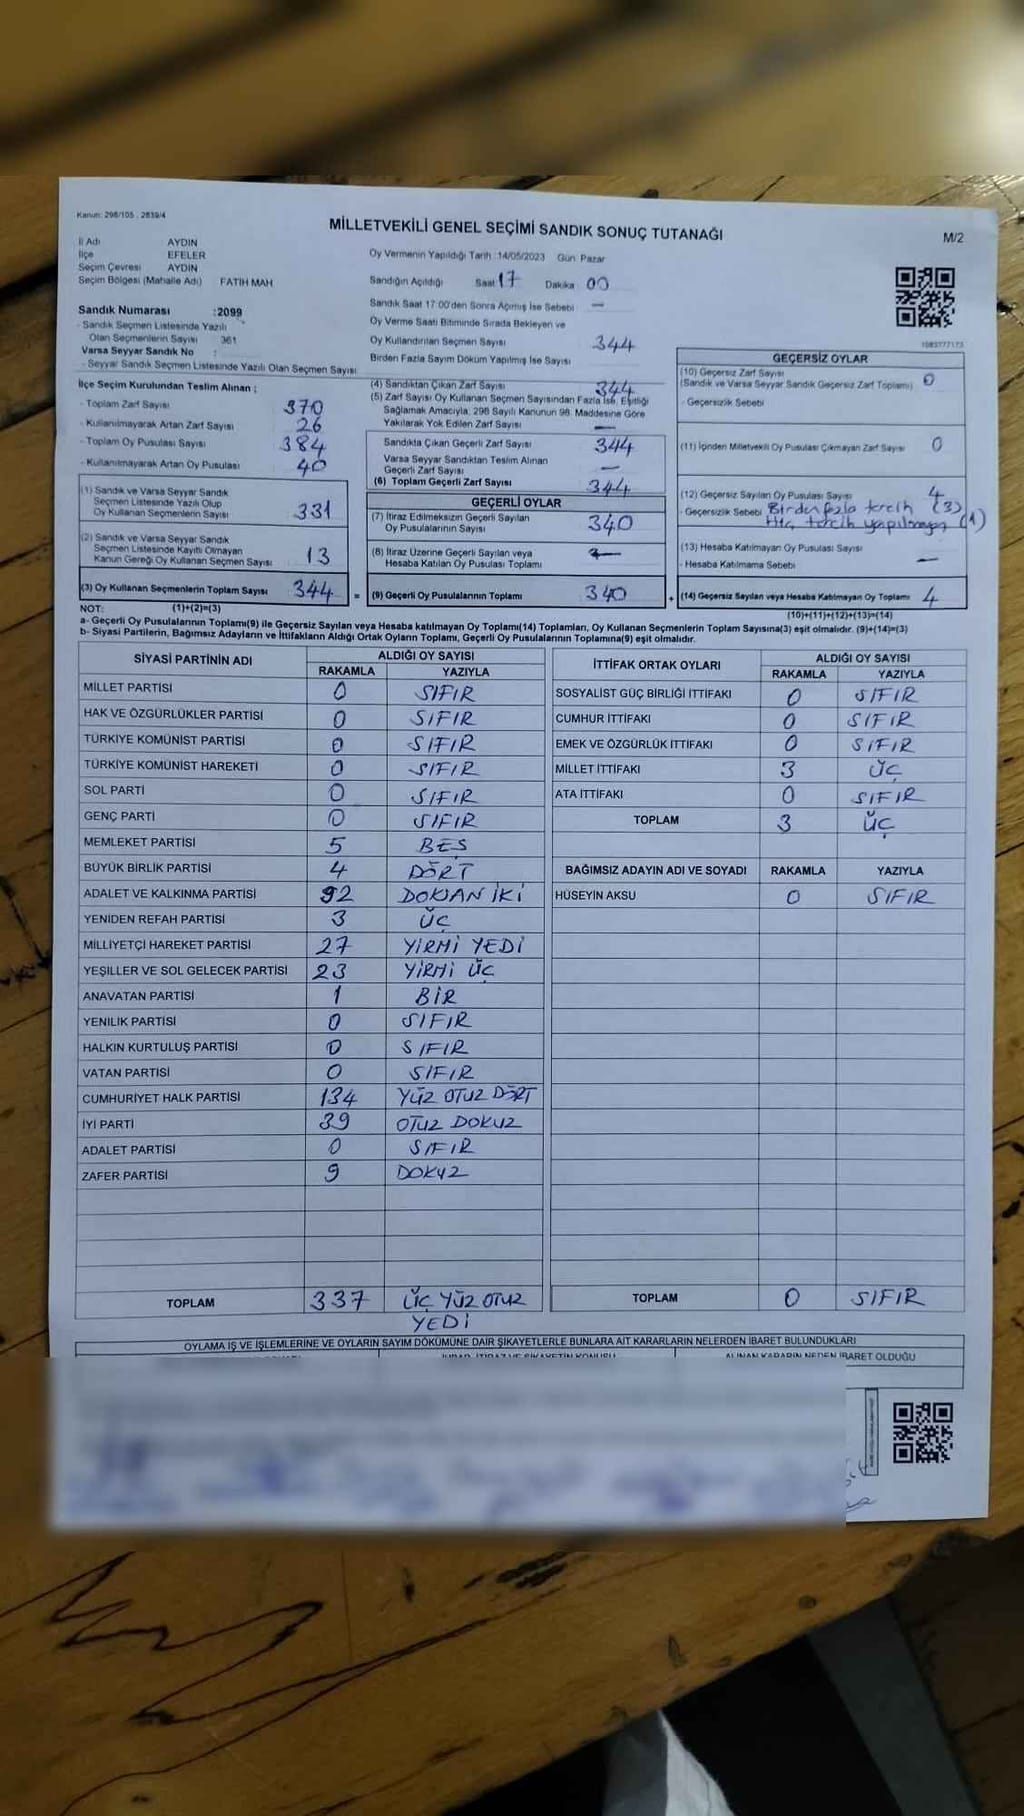 Kanun: 298/105 , 2839/4
MİLLETVEKİLİ GENEL SEÇİMİ SANDIK SONUÇ TUTANAĞI
M/2
İl Adı AYDIN
İlçe EFELER
Seçim Çevresi AYDIN
Seçim Bölgesi (Mahalle Adı) FATİH MAH
Sandık Numarası :2099
- Sandık Seçmen Listesinde Yazılı
Olan Seçmenlerin Sayısı 361
Varsa Seyyar Sandık No :
- Seyyar Sandık Seçmen Listesinde Yazılı Olan Seçmen Sayısı
Oy Vermenin Yapıldığı Tarih :14/05/2023 Gün: Pazar
Sandığın Açıldığı Saat 17 Dakika 00
Sandık Saat 17:00'den Sonra Açılmış İse Sebebi —
Oy Verme Saati Bitiminde Sırada Bekleyen ve
Oy Kullandırılan Seçmen Sayısı 344
Birden Fazla Sayım Döküm Yapılmış İse Sayısı
1083777173
İlçe Seçim Kurulundan Teslim Alınan ;
- Toplam Zarf Sayısı 370
- Kullanılmayarak Artan Zarf Sayısı 26
- Toplam Oy Pusulası Sayısı 384
- Kullanılmayarak Artan Oy Pusulası 40
(1) Sandık ve Varsa Seyyar Sandık
Seçmen Listesinde Yazılı Olup
Oy Kullanan Seçmenlerin Sayısı 331
(2) Sandık ve Varsa Seyyar Sandık
Seçmen Listesinde Kayıtlı Olmayan
Kanun Gereği Oy Kullanan Seçmen Sayısı 13
(3) Oy Kullanan Seçmenlerin Toplam Sayısı 344 =
(4) Sandıktan Çıkan Zarf Sayısı 344
(5) Zarf Sayısı Oy Kullanan Seçmen Sayısından Fazla İse, Eşitliği
Sağlamak Amacıyla, 298 Sayılı Kanunun 98. Maddesine Göre
Yakılarak Yok Edilen Zarf Sayısı —
Sandıkta Çıkan Geçerli Zarf Sayısı 344
Varsa Seyyar Sandıktan Teslim Alınan
Geçerli Zarf Sayısı —
(6) Toplam Geçerli Zarf Sayısı 344
GEÇERLİ OYLAR
(7) İtiraz Edilmeksizin Geçerli Sayılan
Oy Pusulalarının Sayısı 340
(8) İtiraz Üzerine Geçerli Sayılan veya
Hesaba Katılan Oy Pusulası Toplamı —
(9) Geçerli Oy Pusulalarının Toplamı 340 +
GEÇERSİZ OYLAR
(10) Geçersiz Zarf Sayısı
(Sandık ve Varsa Seyyar Sandık Geçersiz Zarf Toplamı) 0
- Geçersizlik Sebebi
(11) İçinden Milletvekili Oy Pusulası Çıkmayan Zarf Sayısı 0
(12) Geçersiz Sayılan Oy Pusulası Sayısı 4
- Geçersizlik Sebebi Birden fazla tercih (3)
Hiç tercih yapılmayan (1)
(13) Hesaba Katılmayan Oy Pusulası Sayısı
- Hesaba Katılmama Sebebi —
(14) Geçersiz Sayılan veya Hesaba Katılmayan Oy Toplamı 4
NOT: (1)+(2)=(3) (10)+(11)+(12)+(13)=(14)
a- Geçerli Oy Pusulalarının Toplamı(9) ile Geçersiz Sayılan veya Hesaba katılmayan Oy Toplamı(14) Toplamları, Oy Kullanan Seçmenlerin Toplam Sayısına(3) eşit olmalıdır. (9)+(14)=(3)
b- Siyasi Partilerin, Bağımsız Adayların ve İttifakların Aldığı Ortak Oyların Toplamı, Geçerli Oy Pusulalarının Toplamına(9) eşit olmalıdır.
SİYASİ PARTİNİN ADI ALDIĞI OY SAYISI
RAKAMLA YAZIYLA
MİLLET PARTİSİ 0 SIFIR
HAK VE ÖZGÜRLÜKLER PARTİSİ 0 SIFIR
TÜRKİYE KOMÜNİST PARTİSİ 0 SIFIR
TÜRKİYE KOMÜNİST HAREKETİ 0 SIFIR
SOL PARTİ 0 SIFIR
GENÇ PARTİ 0 SIFIR
MEMLEKET PARTİSİ 5 BEŞ
BÜYÜK BİRLİK PARTİSİ 4 DÖRT
ADALET VE KALKINMA PARTİSİ 92 DOKSAN İKİ
YENİDEN REFAH PARTİSİ 3 ÜÇ
MİLLİYETÇİ HAREKET PARTİSİ 27 YİRMİ YEDİ
YEŞİLLER VE SOL GELECEK PARTİSİ 23 YİRMİ ÜÇ
ANAVATAN PARTİSİ 1 BİR
YENİLİK PARTİSİ 0 SIFIR
HALKIN KURTULUŞ PARTİSİ 0 SIFIR
VATAN PARTİSİ 0 SIFIR
CUMHURİYET HALK PARTİSİ 134 YÜZ OTUZ DÖRT
İYİ PARTİ 39 OTUZ DOKUZ
ADALET PARTİSİ 0 SIFIR
ZAFER PARTİSİ 9 DOKUZ
TOPLAM 337 ÜÇ YÜZ OTUZ
YEDİ
İTTİFAK ORTAK OYLARI ALDIĞI OY SAYISI
RAKAMLA YAZIYLA
SOSYALİST GÜÇ BİRLİĞİ İTTİFAKI 0 SIFIR
CUMHUR İTTİFAKI 0 SIFIR
EMEK VE ÖZGÜRLÜK İTTİFAKI 0 SIFIR
MİLLET İTTİFAKI 3 ÜÇ
ATA İTTİFAKI 0 SIFIR
TOPLAM 3 ÜÇ
BAĞIMSIZ ADAYIN ADI VE SOYADI RAKAMLA YAZIYLA
HÜSEYİN AKSU 0 SIFIR
TOPLAM 0 SIFIR
OYLAMA İŞ VE İŞLEMLERİNE VE OYLARIN SAYIM DÖKÜMÜNE DAİR ŞİKAYETLERLE BUNLARA AİT KARARLARIN NELERDEN İBARET BULUNDUKLARI
ALINAN KARARIN NEDEN İBARET OLDUĞU